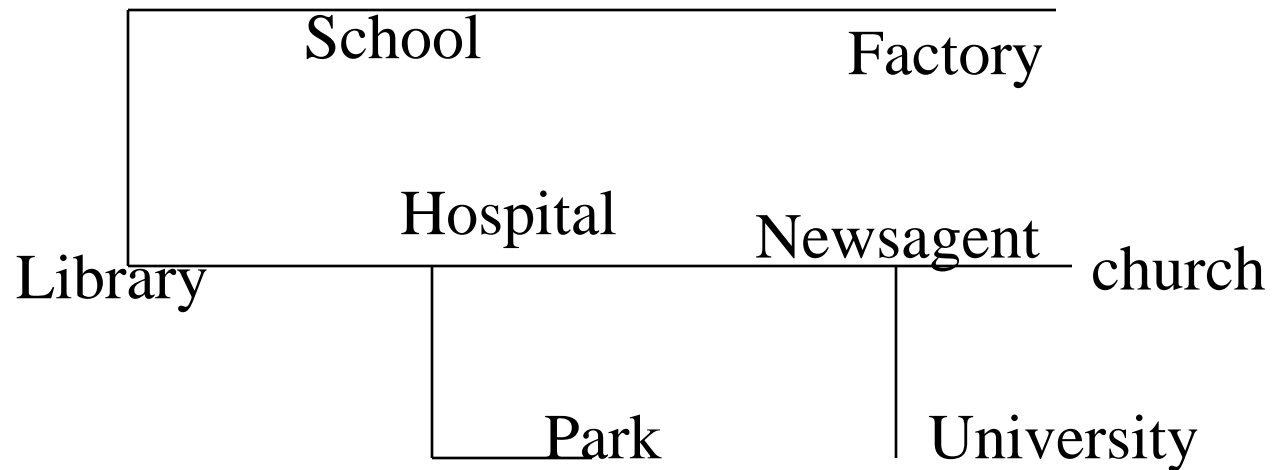 School
Factory
Hospital
Newsagent
Library
church
Park
University